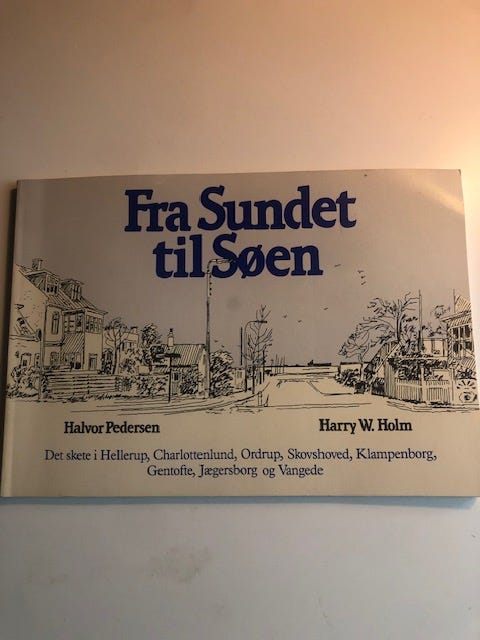 Fra Sundet
til Søen
Halvor Pedersen
Harry W. Holm
Det skete i Hellerup, Charlottenlund, Ordrup, Skovshoved, Klampenborg,
Gentofte, Jægersborg og Vangede